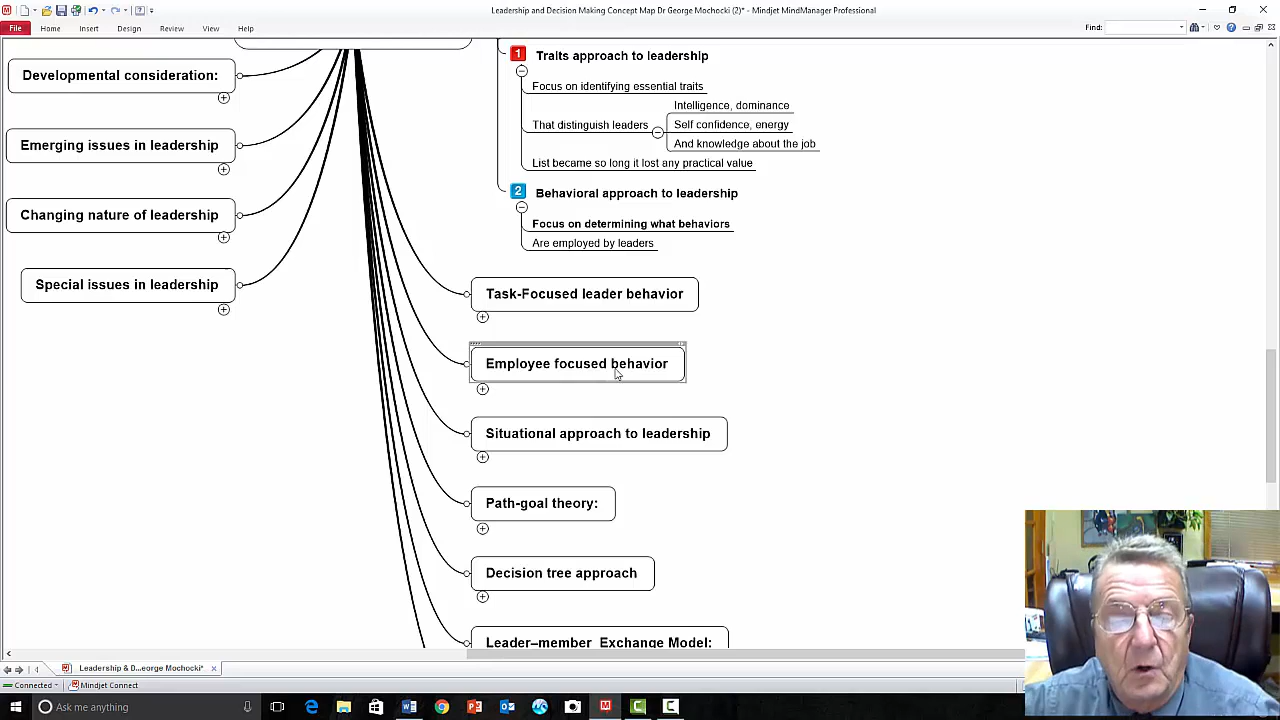 Leadership and Decision Making Concept Map Dr George Mochocki (2)* - Mindjet MindManager Professional
File Home Insert Design Review View Help
Find:
Developmental consideration:
Emerging issues in leadership
Changing nature of leadership
Special issues in leadership
1 Traits approach to leadership
Focus on identifying essential traits
That distinguish leaders
Intelligence, dominance
Self confidence, energy
And knowledge about the job
List became so long it lost any practical value
2 Behavioral approach to leadership
Focus on determining what behaviors
Are employed by leaders
Task-Focused leader behavior
Employee focused behavior
Situational approach to leadership
Path-goal theory:
Decision tree approach
Leader–member Exchange Model:
Leadership & D...eorge Mochocki*
Connected
Mindjet Connect
Ask me anything